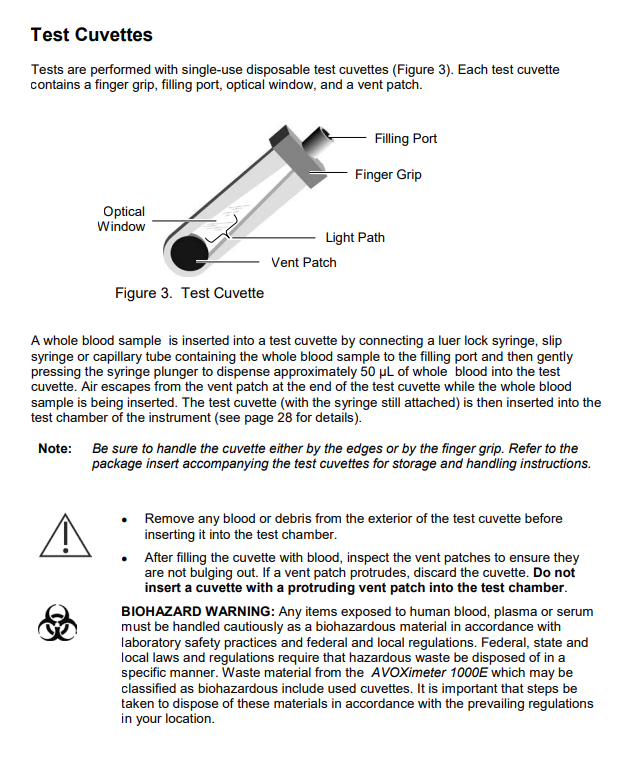 Test Cuvettes
Tests are performed with single-use disposable test cuvettes (Figure 3). Each test cuvette
contains a finger grip, filling port, optical window, and a vent patch.
Filling Port
Finger Grip
Optical
Window
Light Path
Vent Patch
Figure 3. Test Cuvette
A whole blood sample is inserted into a test cuvette by connecting a luer lock syringe, slip
syringe or capillary tube containing the whole blood sample to the filling port and then gently
pressing the syringe plunger to dispense approximately 50 µL of whole blood into the test
cuvette. Air escapes from the vent patch at the end of the test cuvette while the whole blood
sample is being inserted. The test cuvette (with the syringe still attached) is then inserted into the
test chamber of the instrument (see page 28 for details).
Note: Be sure to handle the cuvette either by the edges or by the finger grip. Refer to the
package insert accompanying the test cuvettes for storage and handling instructions.
• Remove any blood or debris from the exterior of the test cuvette before
inserting it into the test chamber.
• After filling the cuvette with blood, inspect the vent patches to ensure they
are not bulging out. If a vent patch protrudes, discard the cuvette. Do not
insert a cuvette with a protruding vent patch into the test chamber.
BIOHAZARD WARNING: Any items exposed to human blood, plasma or serum
must be handled cautiously as a biohazardous material in accordance with
laboratory safety practices and federal and local regulations. Federal, state and
local laws and regulations require that hazardous waste be disposed of in a
specific manner. Waste material from the AVOXimeter 1000E which may be
classified as biohazardous include used cuvettes. It is important that steps be
taken to dispose of these materials in accordance with the prevailing regulations
in your location.